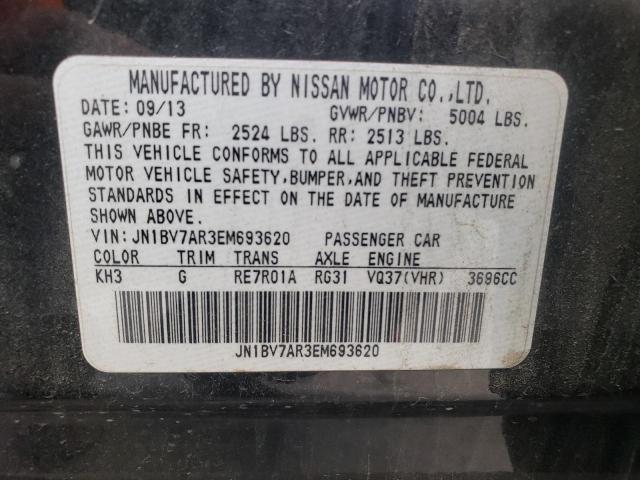 MANUFACTURED BY NISSAN MOTOR CO.,LTD.
DATE: 09/13 GVWR/PNBV: 5004 LBS.
GAWR/PNBE FR: 2524 LBS. RR: 2513 LBS.
THIS VEHICLE CONFORMS TO ALL APPLICABLE FEDERAL
MOTOR VEHICLE SAFETY,BUMPER,AND THEFT PREVENTION
STANDARDS IN EFFECT ON THE DATE OF MANUFACTURE
SHOWN ABOVE.
VIN:JN1BV7AR3EM693620 PASSENGER CAR
COLOR TRIM TRANS AXLE ENGINE
KH3 G RE7R01A RG31 VQ37(VHR) 3696CC
JN1BV7AR3EM693620